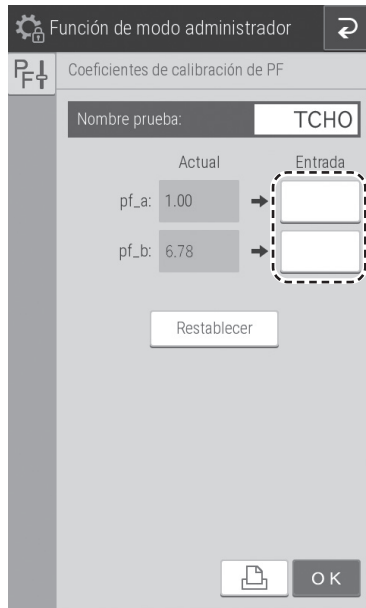 Función de modo administrador
PF
Coeficientes de calibración de PF
Nombre prueba: TCHO
Actual Entrada
pf_a: 1.00
pf_b: 6.78
Restablecer
OK